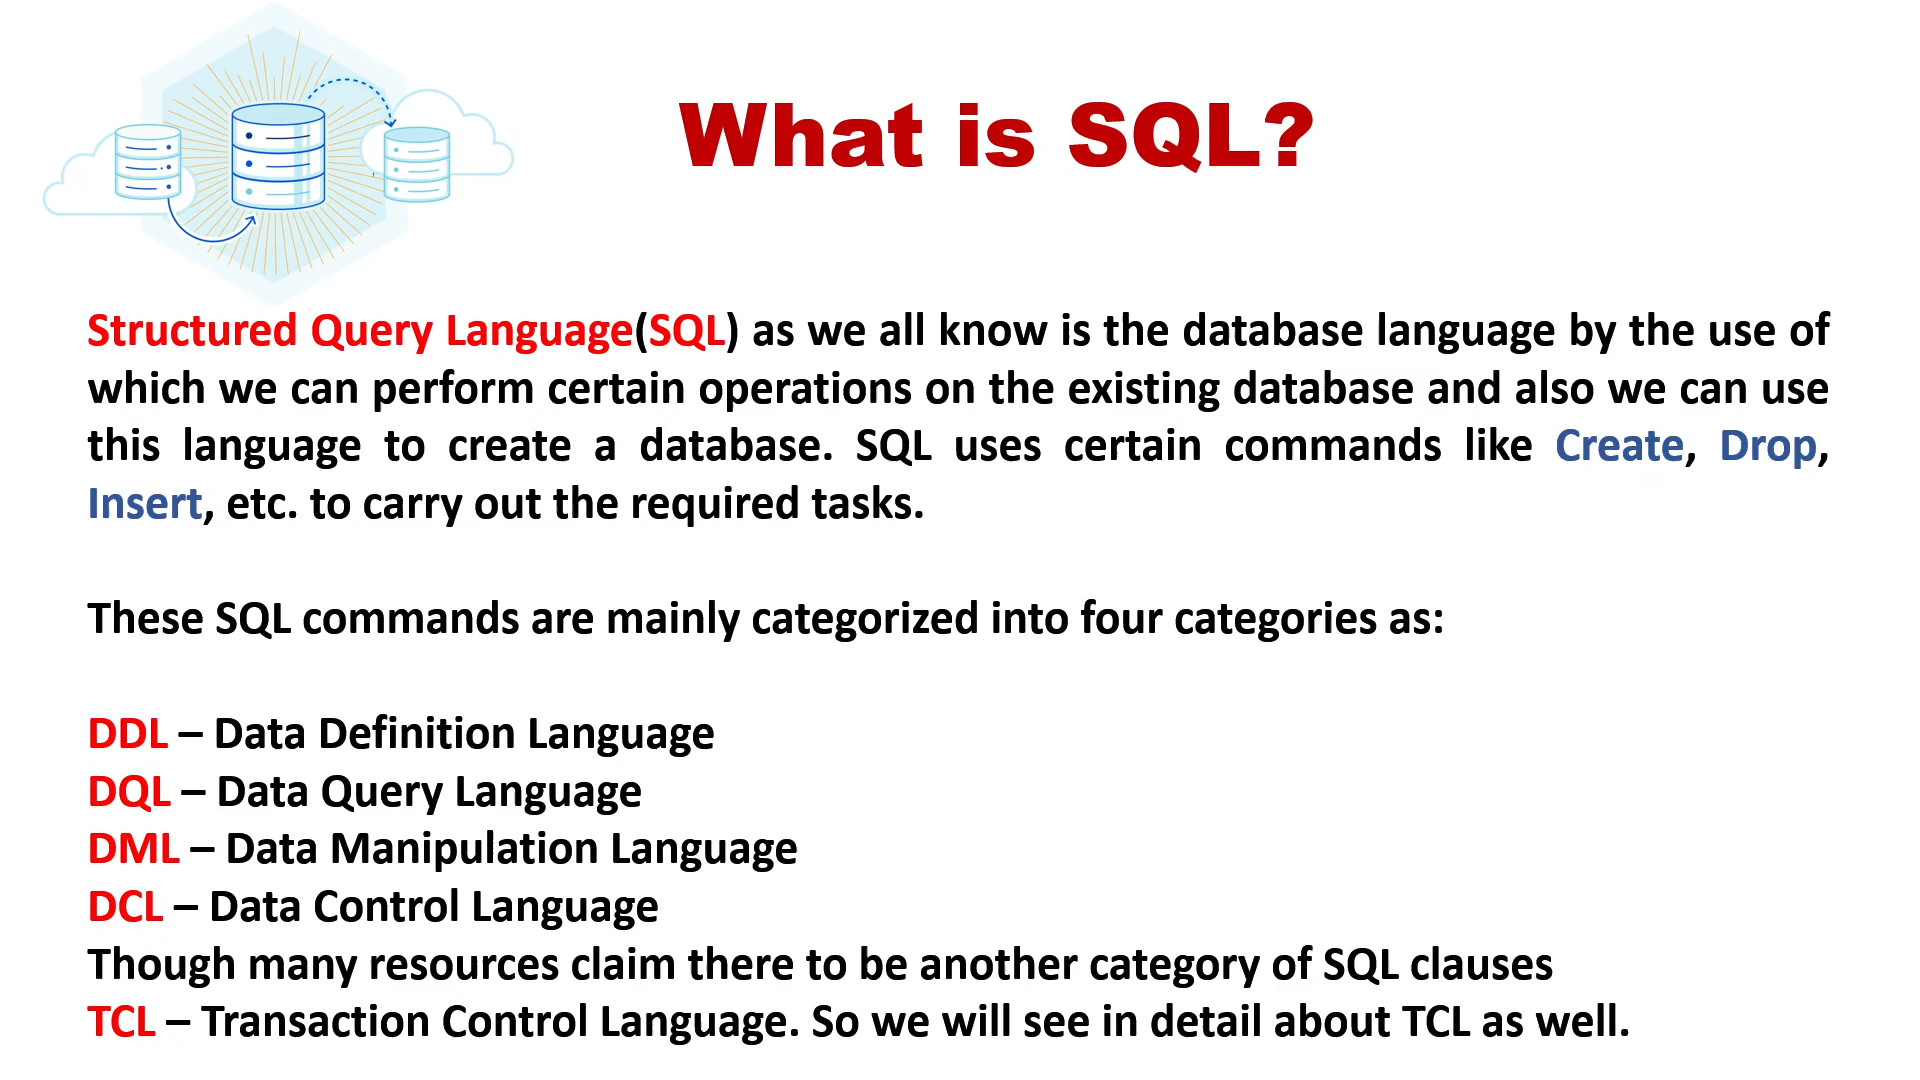 What is SQL?
Structured Query Language(SQL) as we all know is the database language by the use of
which we can perform certain operations on the existing database and also we can use
this language to create a database. SQL uses certain commands like Create, Drop,
Insert, etc. to carry out the required tasks.
These SQL commands are mainly categorized into four categories as:
DDL – Data Definition Language
DQL – Data Query Language
DML – Data Manipulation Language
DCL – Data Control Language
Though many resources claim there to be another category of SQL clauses
TCL – Transaction Control Language. So we will see in detail about TCL as well.